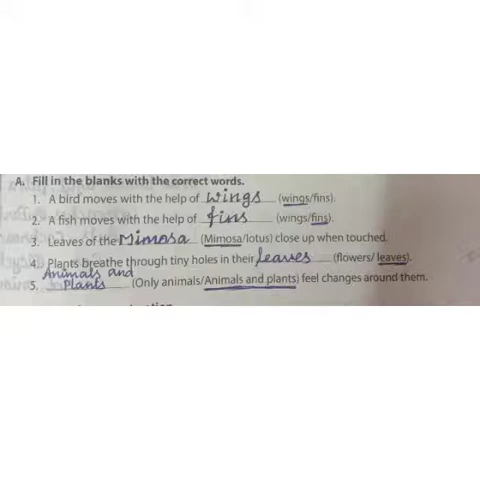 A. Fill in the blanks with the correct words.
1. A bird moves with the help of wings (wings/fins).
2. A fish moves with the help of fins (wings/fins).
3. Leaves of the Mimosa (Mimosa/lotus) close up when touched.
4. Plants breathe through tiny holes in their leaves (flowers/ leaves).
Animals and
5. Plants (Only animals/Animals and plants) feel changes around them.